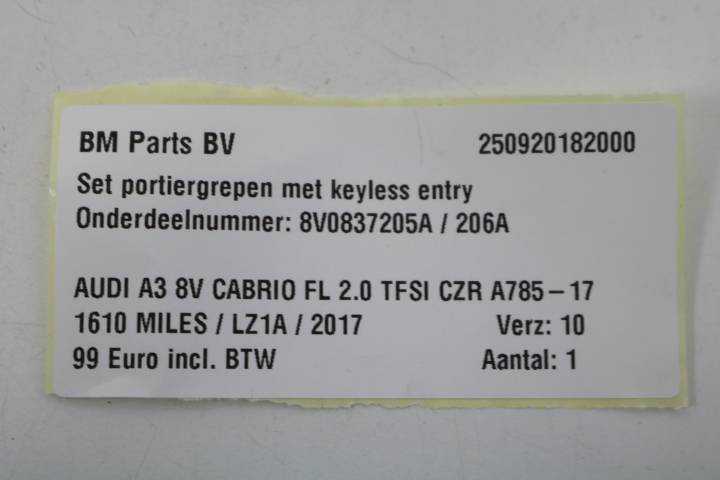 BM Parts BV 250920182000
Set portiergrepen met keyless entry
Onderdeelnummer: 8V0837205A / 206A
AUDI A3 8V CABRIO FL 2.0 TFSI CZR A785-17
1610 MILES / LZ1A / 2017 Verz: 10
99 Euro incl. BTW Aantal: 1